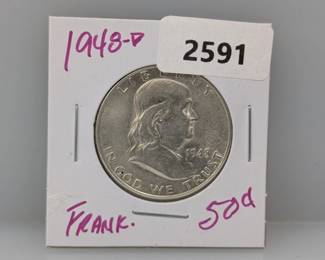 1948-D
2591
LIBERTY
1948
IN GOD WE TRUST
FRANK.
50¢